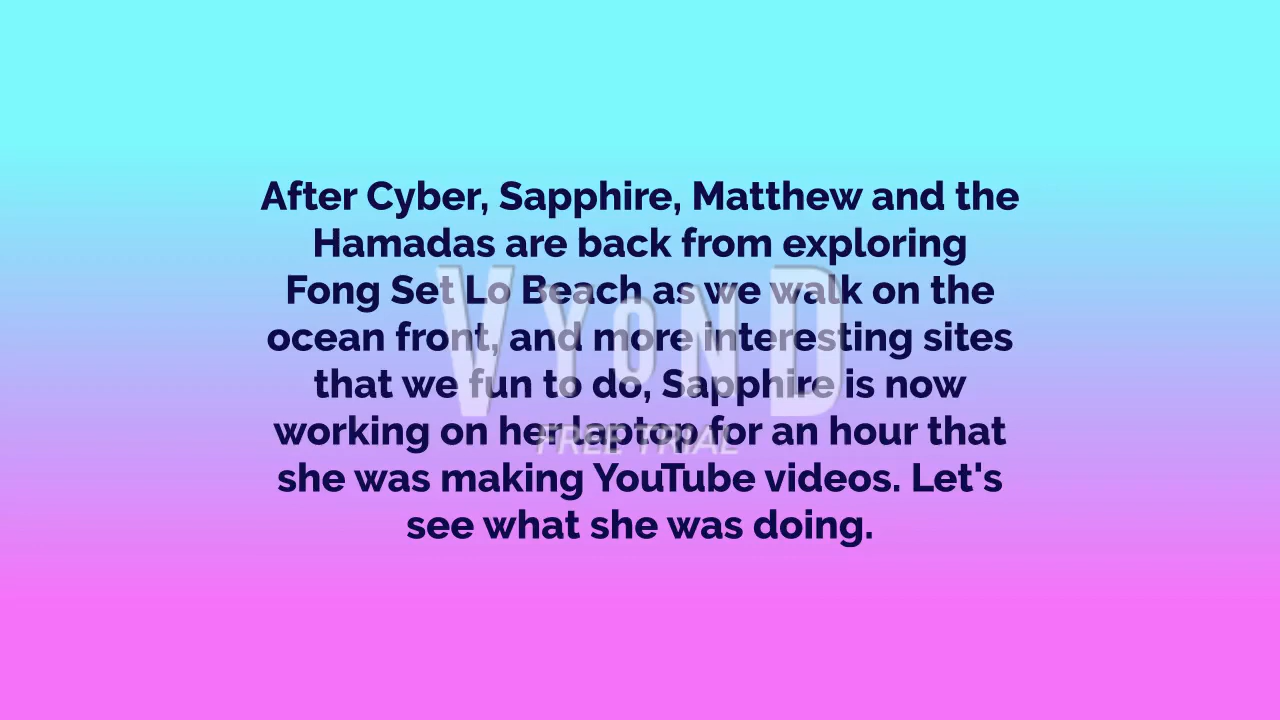 After Cyber, Sapphire, Matthew and the
Hamadas are back from exploring
Fong Set Lo Beach as we walk on the
ocean front, and more interesting sites
that we fun to do, Sapphire is now
working on her laptop for an hour that
she was making YouTube videos. Let's
see what she was doing.
VYOND
FREE TRIAL